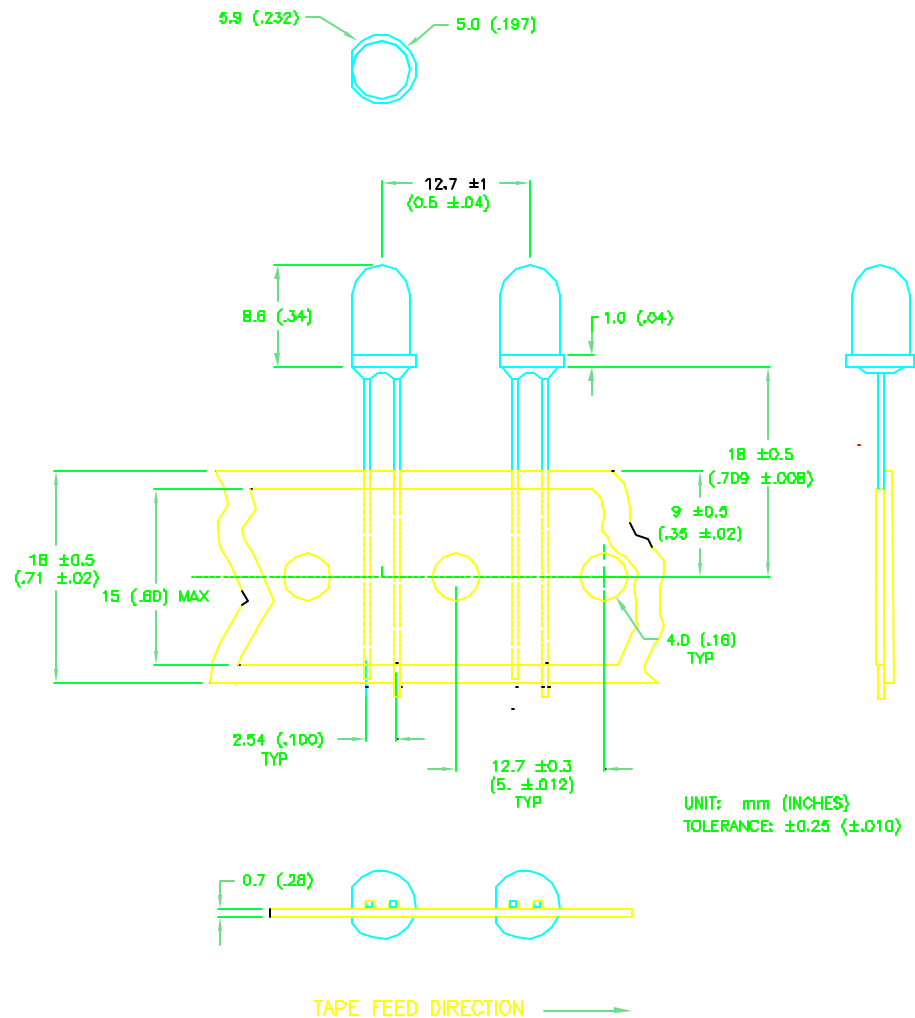 5.9 (.232)
5.0 (.197)
12.7 ±1
(0.5 ±.04)
8.6 (.34)
1.0 (.04)
18 ±0.5
(.709 ±.008)
9 ±0.5
(.35 ±.02)
18 ±0.5
(.71 ±.02)
15 (.60) MAX
4.0 (.16)
TYP
2.54 (.100)
TYP
12.7 ±0.3
(5. ±.012)
TYP
UNIT: mm (INCHES)
TOLERANCE: ±0.25 (±.010)
0.7 (.28)
TAPE FEED DIRECTION